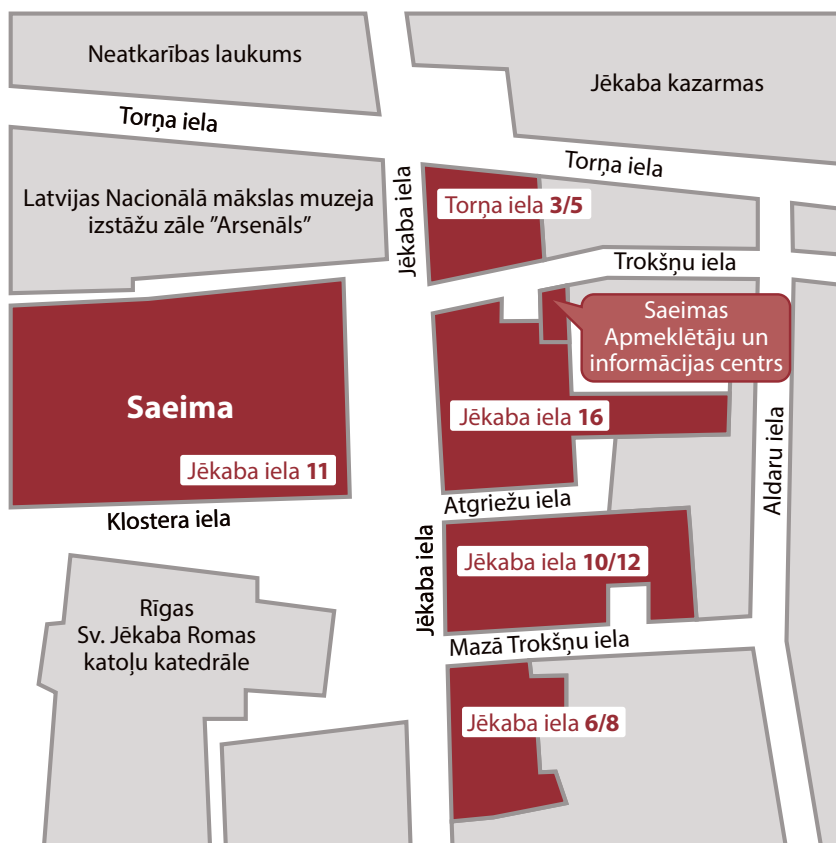 Neatkarības laukums
Jēkaba kazarmas
Torņa iela
Torņa iela
Latvijas Nacionālā mākslas muzeja
izstāžu zāle ”Arsenāls”
Jēkaba iela
Torņa iela 3/5
Trokšņu iela
Saeimas
Apmeklētāju un
informācijas centrs
Saeima
Jēkaba iela 11
Jēkaba iela 16
Aldaru iela
Klostera iela
Atgriežu iela
Jēkaba iela
Jēkaba iela 10/12
Rīgas
Sv. Jēkaba Romas
katoļu katedrāle
Mazā Trokšņu iela
Jēkaba iela 6/8